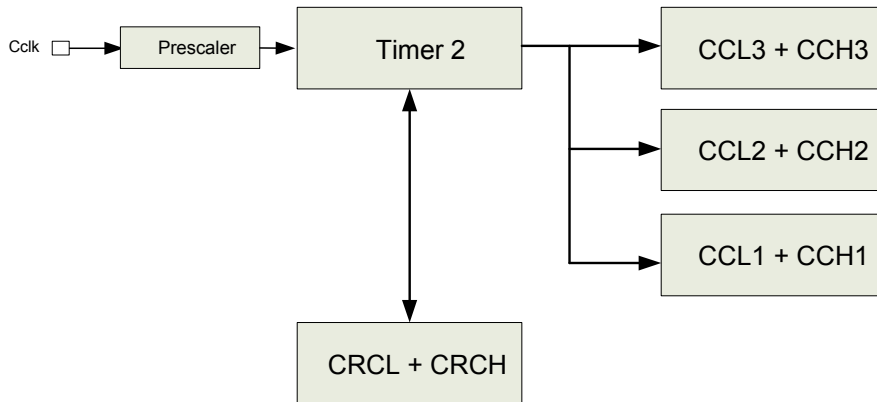 Cclk
Prescaler
Timer 2
CCL3 + CCH3
CCL2 + CCH2
CCL1 + CCH1
CRCL + CRCH